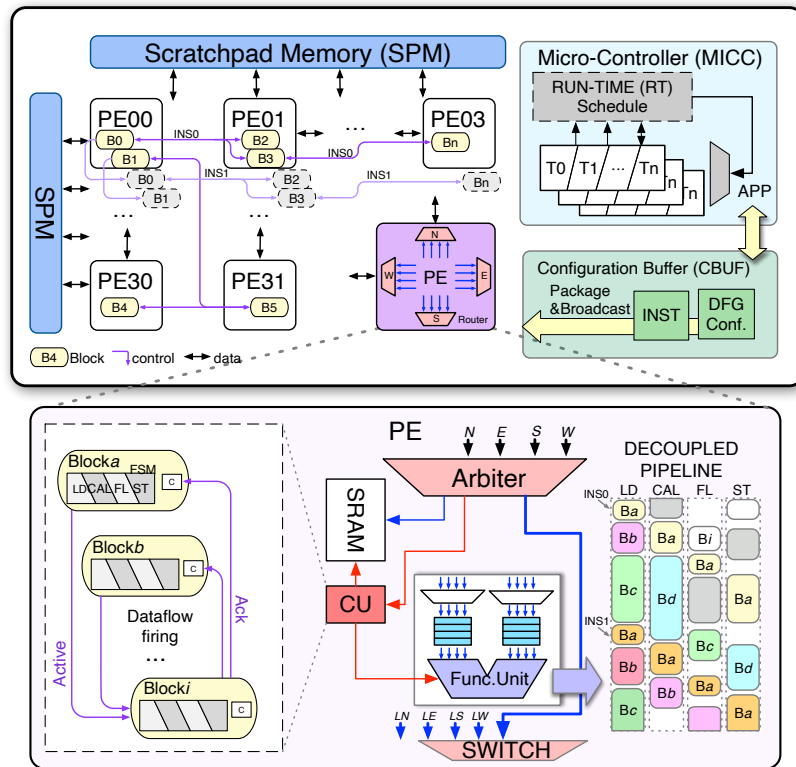 Scratchpad Memory (SPM)
SPM
PE00
B0
B1
PE01
B2
B3
...
PE03
Bn
INS0
INS0
INS1
INS1
B0
B1
B2
B3
Bn
...
...
PE30
B4
PE31
B5
N
W
PE
E
S
Router
B4 Block
control
data
Micro-Controller (MICC)
RUN-TIME (RT)
Schedule
T0
T1
...
Tn
Tn
Tn
APP
Configuration Buffer (CBUF)
Package
&Broadcast
INST
DFG
Conf.
Blocka
FSM
LD
CAL
FL
ST
C
Blockb
C
Dataflow
firing
...
Active
Ack
Blocki
C
PE
N
E
S
W
Arbiter
SRAM
CU
Func.Unit
LN
LE
LS
LW
SWITCH
DECOUPLED
PIPELINE
LD
CAL
FL
ST
INS0
Ba
Bb
Ba
Bi
Ba
Bc
Bd
Ba
INS1
Ba
Bc
Bb
Ba
Bd
Ba
Bc
Bb
Ba